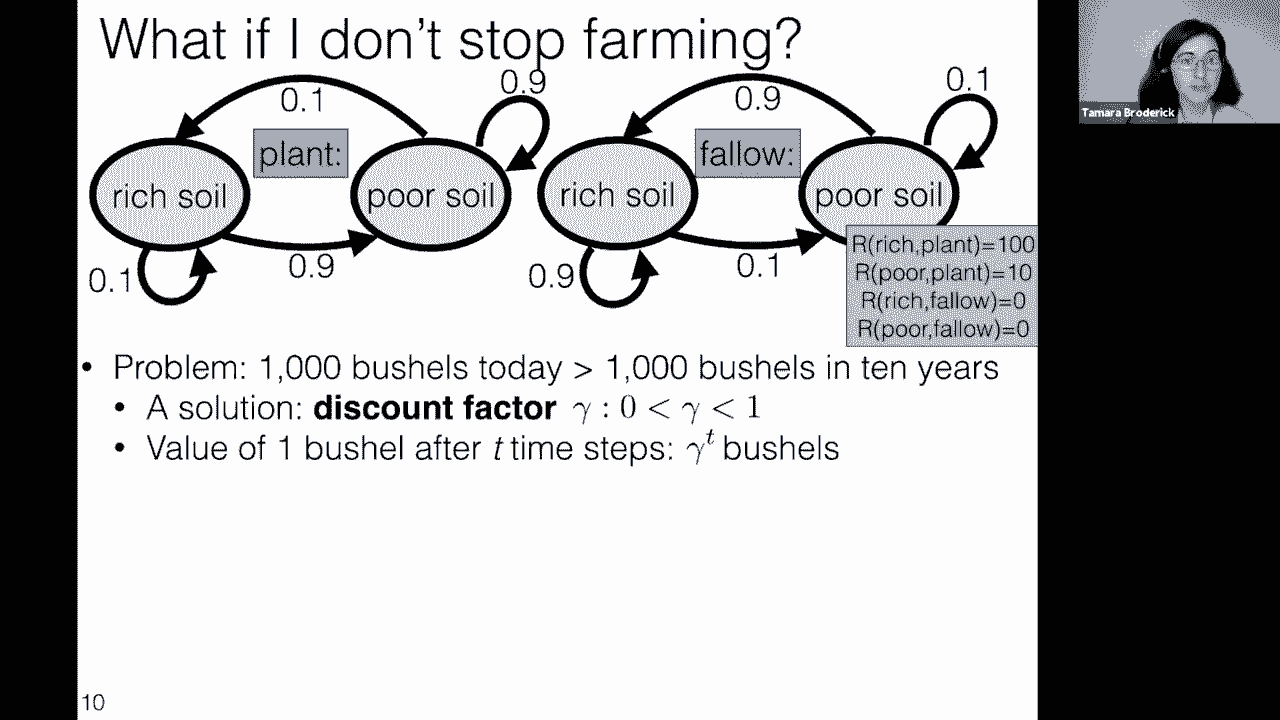 What if I don't stop farming?
0.1
0.9
0.9
0.1
plant:
fallow:
rich soil
poor soil
rich soil
poor soil
0.1
0.9
0.9
0.1
R(rich,plant)=100
R(poor,plant)=10
R(rich,fallow)=0
R(poor,fallow)=0
• Problem: 1,000 bushels today > 1,000 bushels in ten years
• A solution: discount factor γ : 0 < γ < 1
• Value of 1 bushel after t time steps: γ^t bushels
10
Tamara Broderick